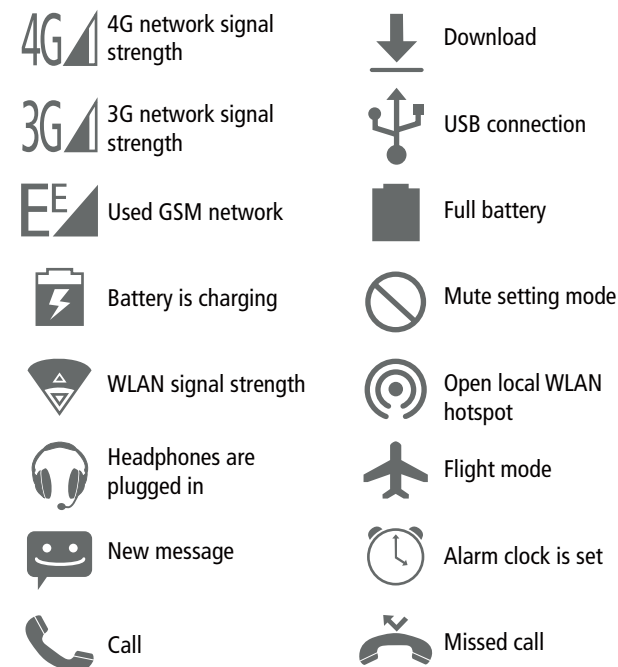 4G
4G network signal
strength
Download
3G
3G network signal
strength
USB connection
EE
Used GSM network
Full battery
Battery is charging
Mute setting mode
WLAN signal strength
Open local WLAN
hotspot
Headphones are
plugged in
Flight mode
New message
Alarm clock is set
Call
Missed call